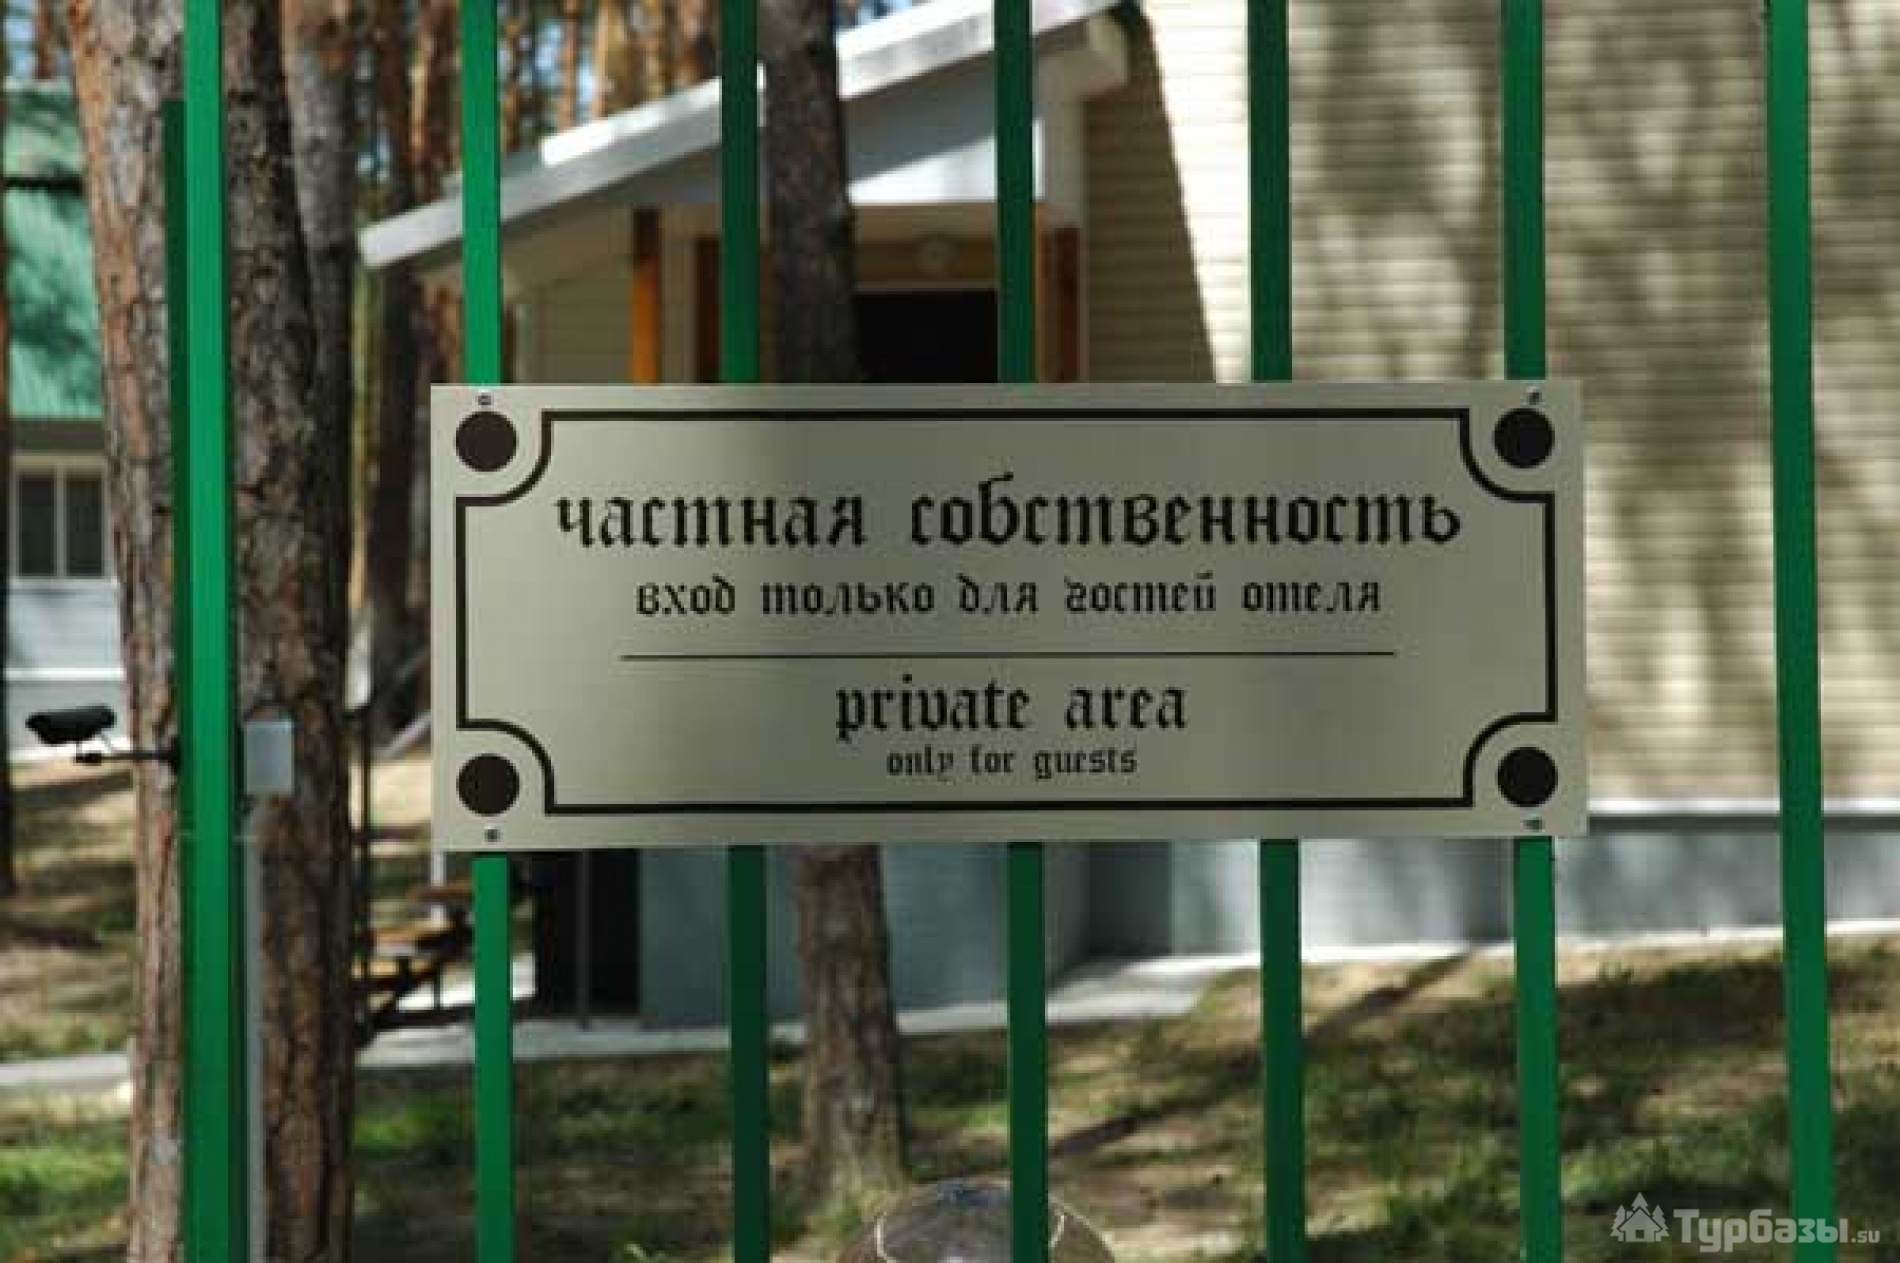 частная собственность
вход только для гостей отеля
private area
only for guests
Турбазы.su